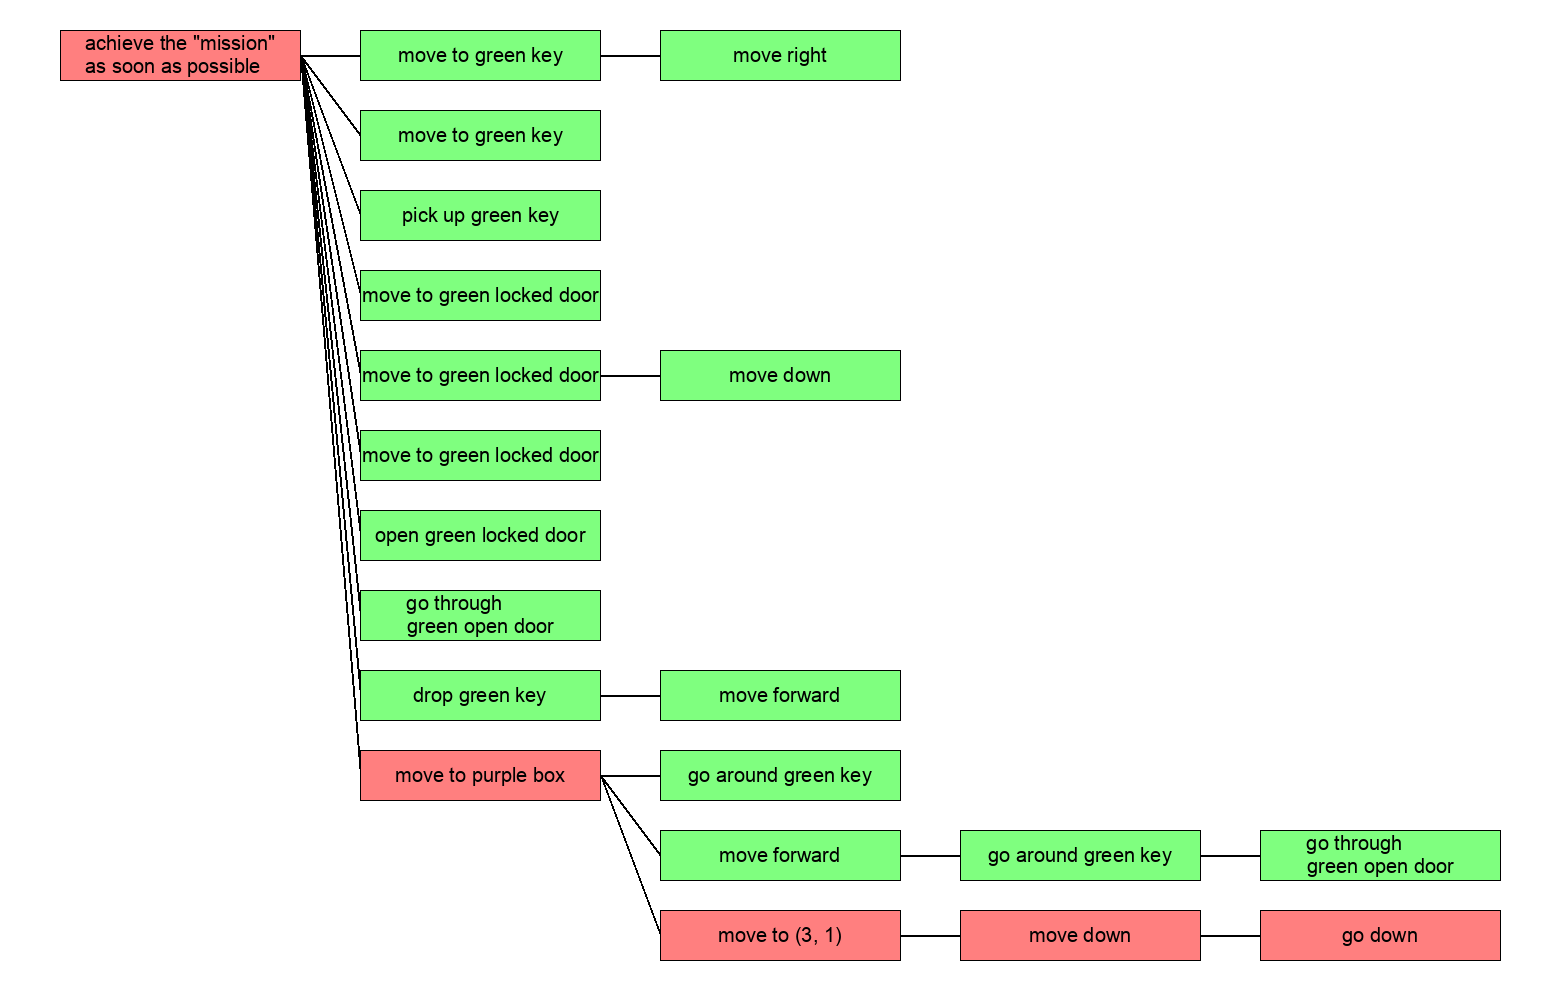 achieve the "mission"
as soon as possible
move to green key
move right
move to green key
pick up green key
move to green locked door
move to green locked door
move down
move to green locked door
open green locked door
go through
green open door
drop green key
move forward
move to purple box
go around green key
move forward
go around green key
go through
green open door
move to (3, 1)
move down
go down